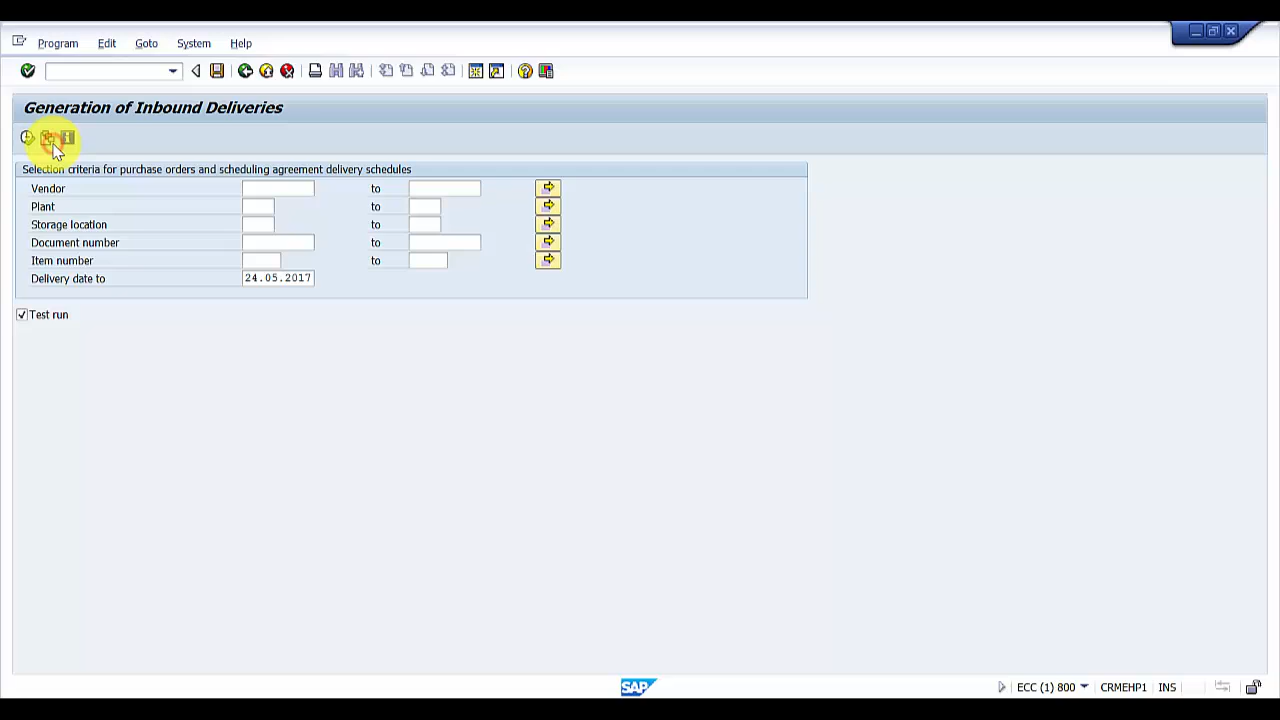 Program Edit Goto System Help
Generation of Inbound Deliveries
Selection criteria for purchase orders and scheduling agreement delivery schedules
Vendor to
Plant to
Storage location to
Document number to
Item number to
Delivery date to 24.05.2017
Test run
SAP ECC (1) 800 CRMEHP1 INS